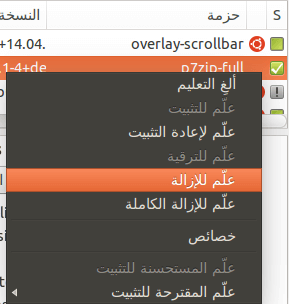 S حزمة النسخة
overlay-scrollbar +14.04.
p7zip-full 1-4+de
ألغِ التعليم
علّم للتثبيت
علّم لإعادة التثبيت
علّم للترقية
علّم للإزالة
علّم للإزالة الكاملة
خصائص
علّم المستحسنة للتثبيت
علّم المقترحة للتثبيت